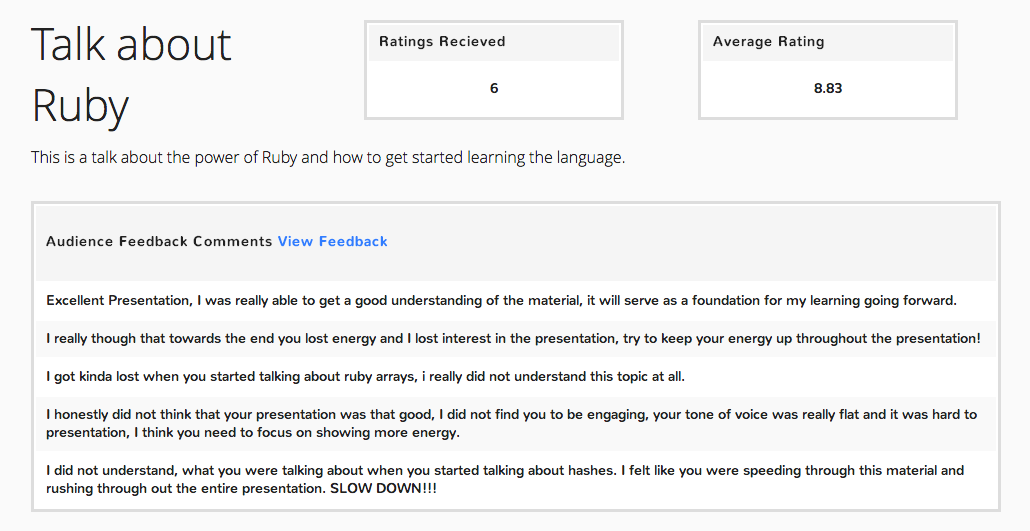 Talk about
Ruby
Ratings Recieved
6
Average Rating
8.83
This is a talk about the power of Ruby and how to get started learning the language.
Audience Feedback Comments View Feedback
Excellent Presentation, I was really able to get a good understanding of the material, it will serve as a foundation for my learning going forward.
I really though that towards the end you lost energy and I lost interest in the presentation, try to keep your energy up throughout the presentation!
I got kinda lost when you started talking about ruby arrays, i really did not understand this topic at all.
I honestly did not think that your presentation was that good, I did not find you to be engaging, your tone of voice was really flat and it was hard to
presentation, I think you need to focus on showing more energy.
I did not understand, what you were talking about when you started talking about hashes. I felt like you were speeding through this material and
rushing through out the entire presentation. SLOW DOWN!!!